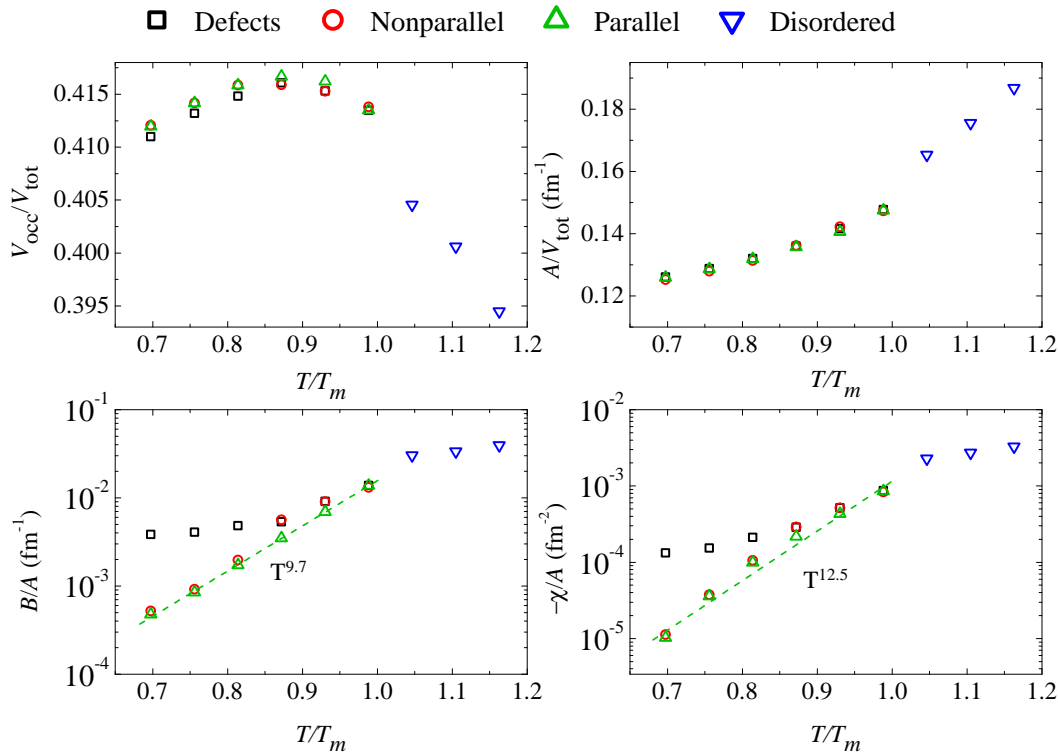 Defects Nonparallel Parallel Disordered
V_occ/V_tot
0.415
0.410
0.405
0.400
0.395
0.7 0.8 0.9 1.0 1.1 1.2
T/T_m
A/V_tot (fm^-1)
0.18
0.16
0.14
0.12
0.7 0.8 0.9 1.0 1.1 1.2
T/T_m
B/A (fm^-1)
10^-1
10^-2
10^-3
10^-4
T^9.7
0.7 0.8 0.9 1.0 1.1 1.2
T/T_m
−χ/A (fm^-2)
10^-2
10^-3
10^-4
10^-5
T^12.5
0.7 0.8 0.9 1.0 1.1 1.2
T/T_m